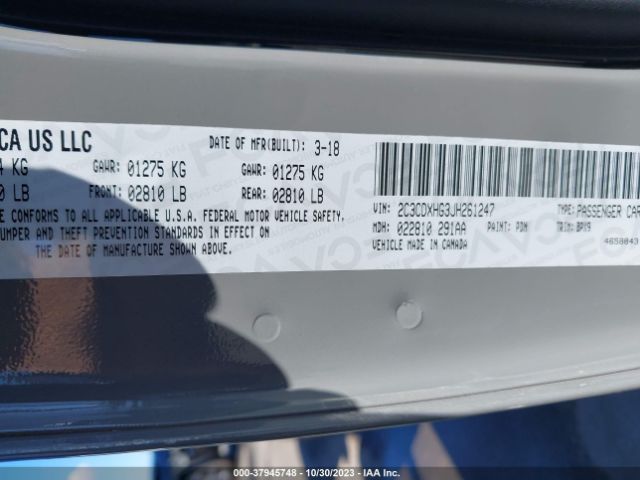 CA US LLC
DATE OF MFR(BUILT): 3-18
KG GAWR: 01275 KG GAWR: 01275 KG
LB FRONT: 02810 LB REAR: 02810 LB
E CONFORMS TO ALL APPLICABLE U.S.A. FEDERAL MOTOR VEHICLE SAFETY,
UMPER AND THEFT PREVENTION STANDARDS IN EFFECT ON
THE DATE OF MANUFACTURE SHOWN ABOVE.
VIN: 2C3CDXHG3JH261247 TYPE: PASSENGER CAR
MDH: 022810 291AA PAINT: PDN TRIM: BPX9
VEHICLE MADE IN CANADA 4658043
000-37945748 | 10/30/2023 | IAA Inc.